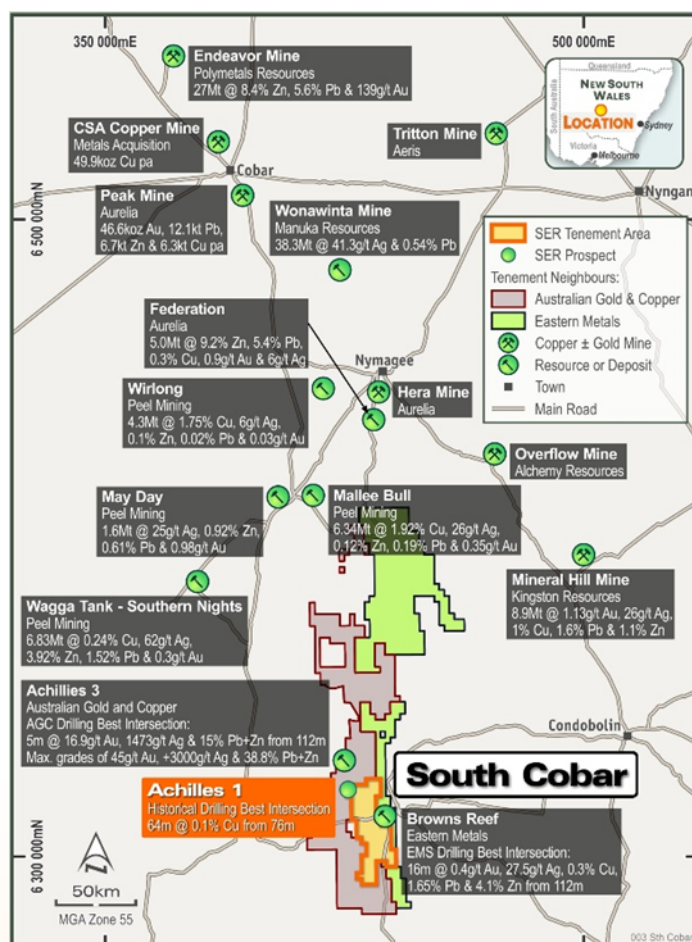 350 000mE
500 000mE
Endeavor Mine
Polymetals Resources
27Mt @ 8.4% Zn, 5.6% Pb & 139g/t Au
Queensland
South Australia
NEW SOUTH
WALES
LOCATION
Sydney
Victoria
Melbourne
CSA Copper Mine
Metals Acquisition
49.9koz Cu pa
Tritton Mine
Aeris
Cobar
Nyngan
Peak Mine
Aurelia
46.6koz Au, 12.1kt Pb,
6.7kt Zn & 6.3kt Cu pa
Wonawinta Mine
Manuka Resources
38.3Mt @ 41.3g/t Ag & 0.54% Pb
6 500 000mN
SER Tenement Area
SER Prospect
Tenement Neighbours:
Australian Gold & Copper
Eastern Metals
Copper ± Gold Mine
Resource or Deposit
Town
Main Road
Federation
Aurelia
5.0Mt @ 9.2% Zn, 5.4% Pb,
0.3% Cu, 0.9g/t Au & 6g/t Ag
Nymagee
Wirlong
Peel Mining
4.3Mt @ 1.75% Cu, 6g/t Ag,
0.1% Zn, 0.02% Pb & 0.03g/t Au
Hera Mine
Aurelia
Overflow Mine
Alchemy Resources
May Day
Peel Mining
1.6Mt @ 25g/t Ag, 0.92% Zn,
0.61% Pb & 0.98g/t Au
Mallee Bull
Peel Mining
6.34Mt @ 1.92% Cu, 26g/t Ag,
0.12% Zn, 0.19% Pb & 0.35g/t Au
Mineral Hill Mine
Kingston Resources
8.9Mt @ 1.13g/t Au, 26g/t Ag,
1% Cu, 1.6% Pb & 1.1% Zn
Wagga Tank - Southern Nights
Peel Mining
6.83Mt @ 0.24% Cu, 62g/t Ag,
3.92% Zn, 1.52% Pb & 0.3g/t Au
Achillies 3
Australian Gold and Copper
AGC Drilling Best Intersection:
5m @ 16.9g/t Au, 1473g/t Ag & 15% Pb+Zn from 112m
Max. grades of 45g/t Au, +3000g/t Ag & 38.8% Pb+Zn
Condobolin
South Cobar
Achilles 1
Historical Drilling Best Intersection
64m @ 0.1% Cu from 76m
Browns Reef
Eastern Metals
EMS Drilling Best Intersection:
16m @ 0.4g/t Au, 27.5g/t Ag, 0.3% Cu,
1.65% Pb & 4.1% Zn from 112m
6 300 000mN
50km
MGA Zone 55
003 Sth Cobar